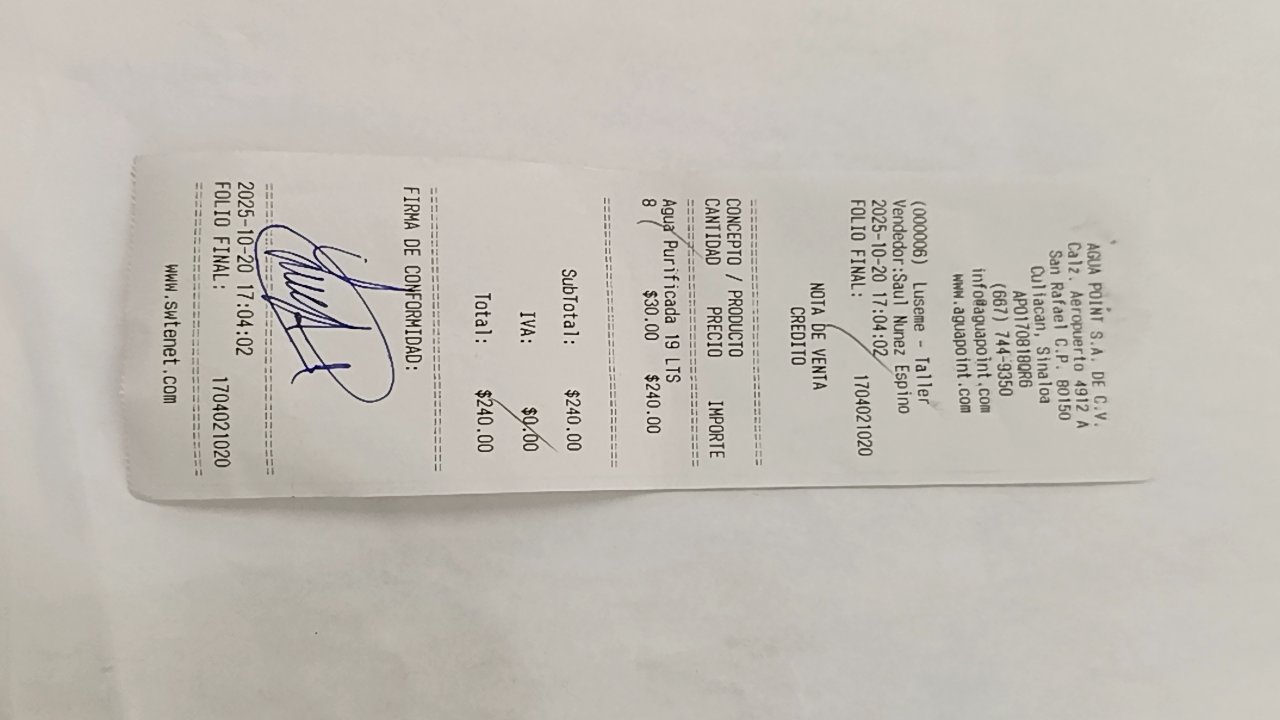 AGUA POINT S.A. DE C.V.
Calz. Aeropuerto 4912 A
San Rafael C.P. 80150
Culiacan, Sinaloa
APO170818QR6
(667) 744-9350
info@aguapoint.com
www.aguapoint.com
(000006) Luseme - Taller
Vendedor:Saul Nunez Espino
2025-10-20 17:04:02
FOLIO FINAL: 1704021020
NOTA DE VENTA
CREDITO
===========================
CONCEPTO / PRODUCTO
CANTIDAD PRECIO IMPORTE
===========================
Agua Purificada 19 LTS
8 $30.00 $240.00
===========================
SubTotal: $240.00
IVA: $0.00
Total: $240.00
===========================
FIRMA DE CONFORMIDAD:
===========================
2025-10-20 17:04:02
FOLIO FINAL: 1704021020
===========================
www.swtenet.com